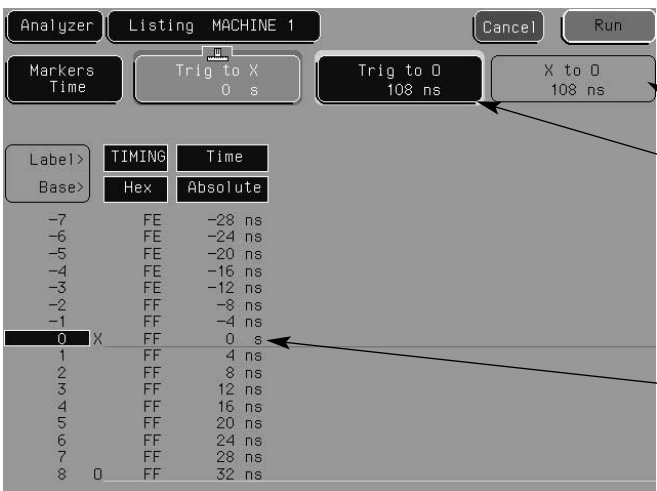 Analyzer Listing MACHINE 1 Cancel Run
Markers Time Trig to X 0 s Trig to O 108 ns X to O 108 ns
Label> TIMING Time
Base> Hex Absolute
-7 FE -28 ns
-6 FE -24 ns
-5 FE -20 ns
-4 FE -16 ns
-3 FE -12 ns
-2 FF -8 ns
-1 FF -4 ns
0 X FF 0 s
1 FF 4 ns
2 FF 8 ns
3 FF 12 ns
4 FF 16 ns
5 FF 20 ns
6 FF 24 ns
7 FF 28 ns
8 O FF 32 ns